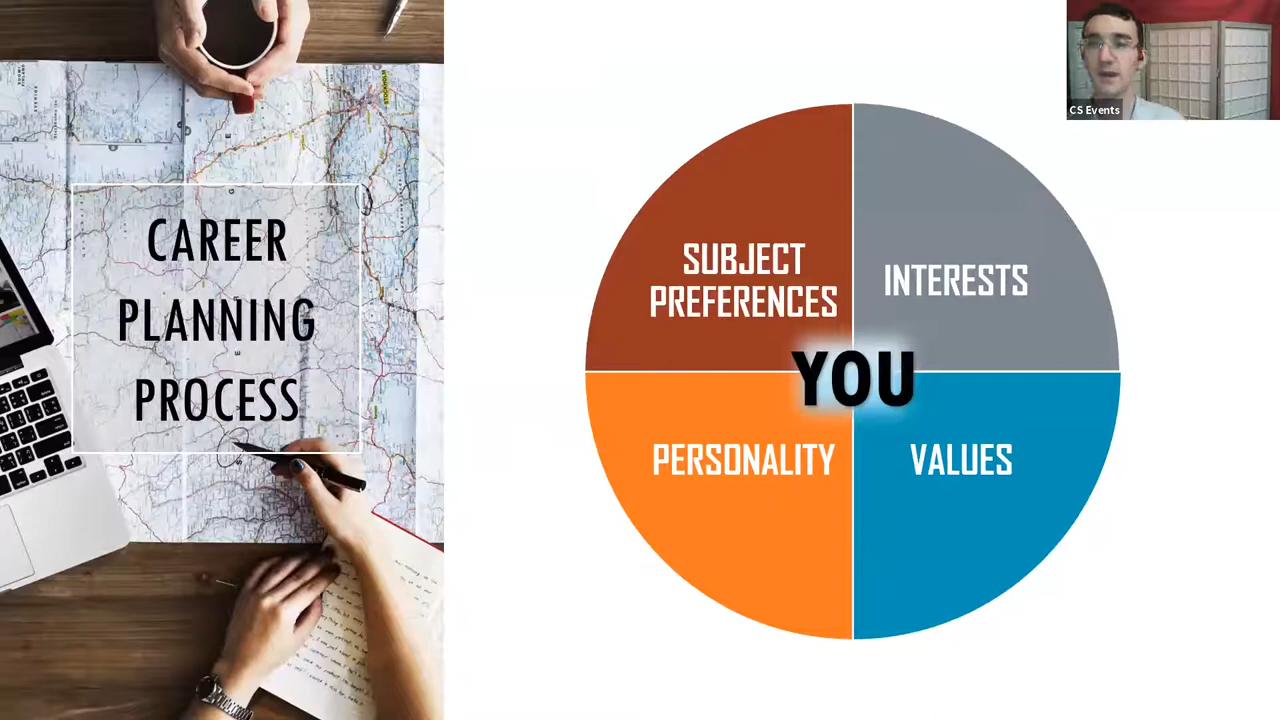 CAREER
PLANNING
PROCESS
SUBJECT
PREFERENCES
INTERESTS
YOU
PERSONALITY
VALUES
CS Events